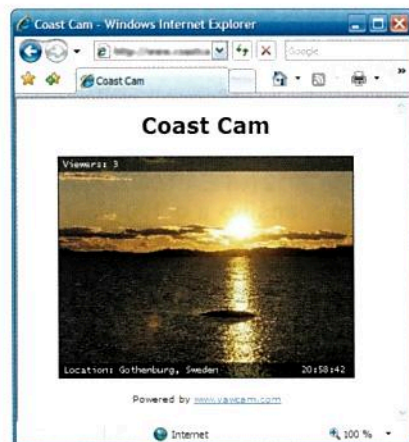 Coast Cam - Windows Internet Explorer
Google
Coast Cam
Coast Cam
Viewers: 3
Location: Gothenburg, Sweden 20:58:42
Powered by www.yawcam.com
Internet 100 %